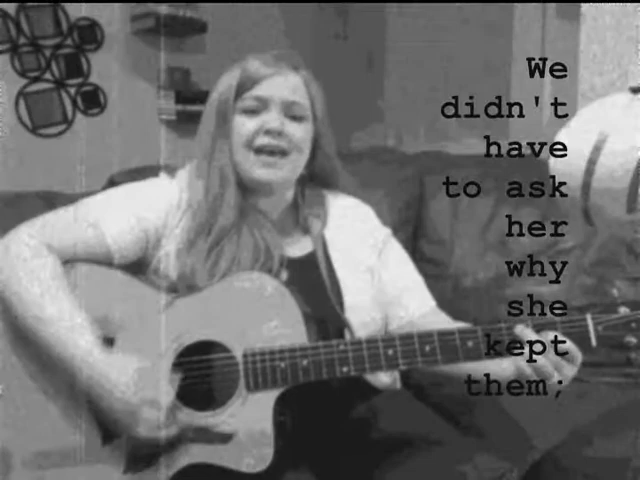 We
didn't
have
to ask
her
why
she
kept
them;